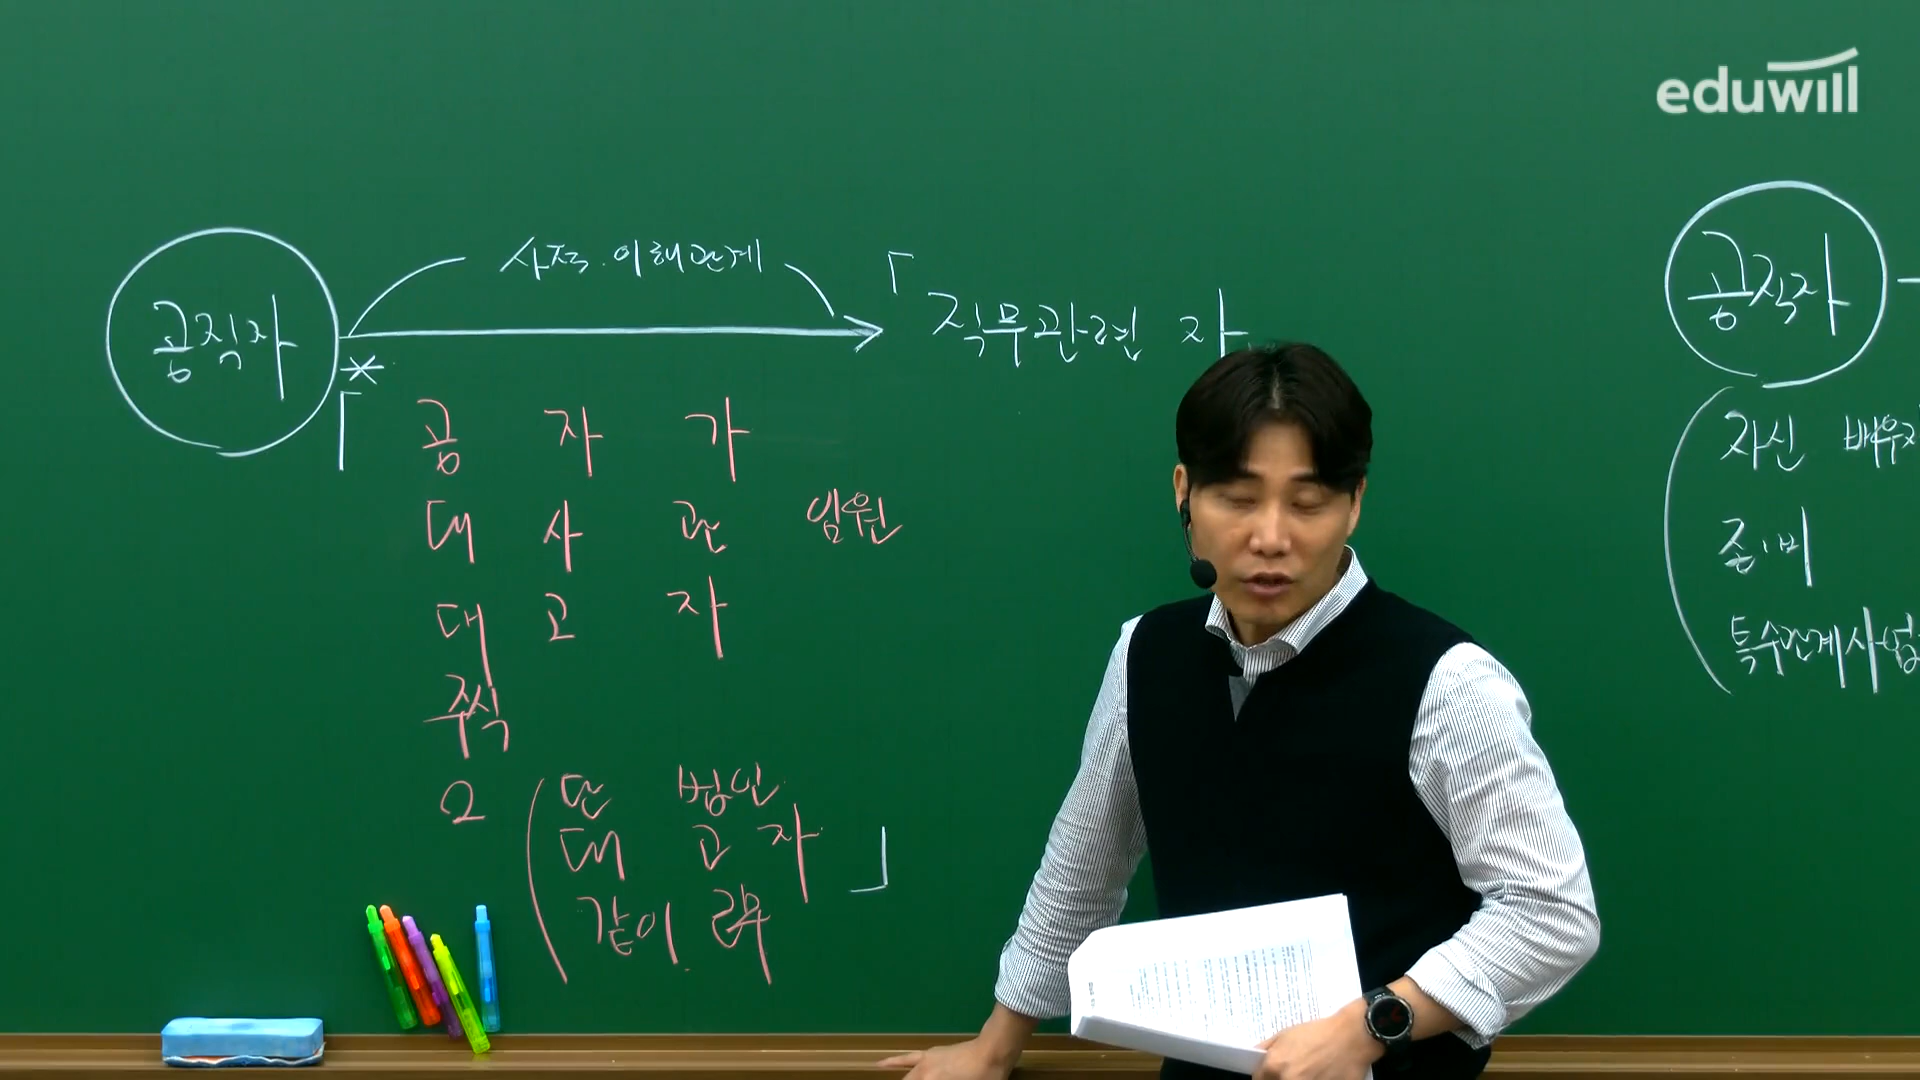 eduwill
사적 이해관계
공직자
「직무관련 자
*
「
공 자 가
대 사 관 임원
대 고 자
주식
2
단 법인
대 고 자
같이 근무
」
공직자
자신 배우자
존·비
특수관계사업